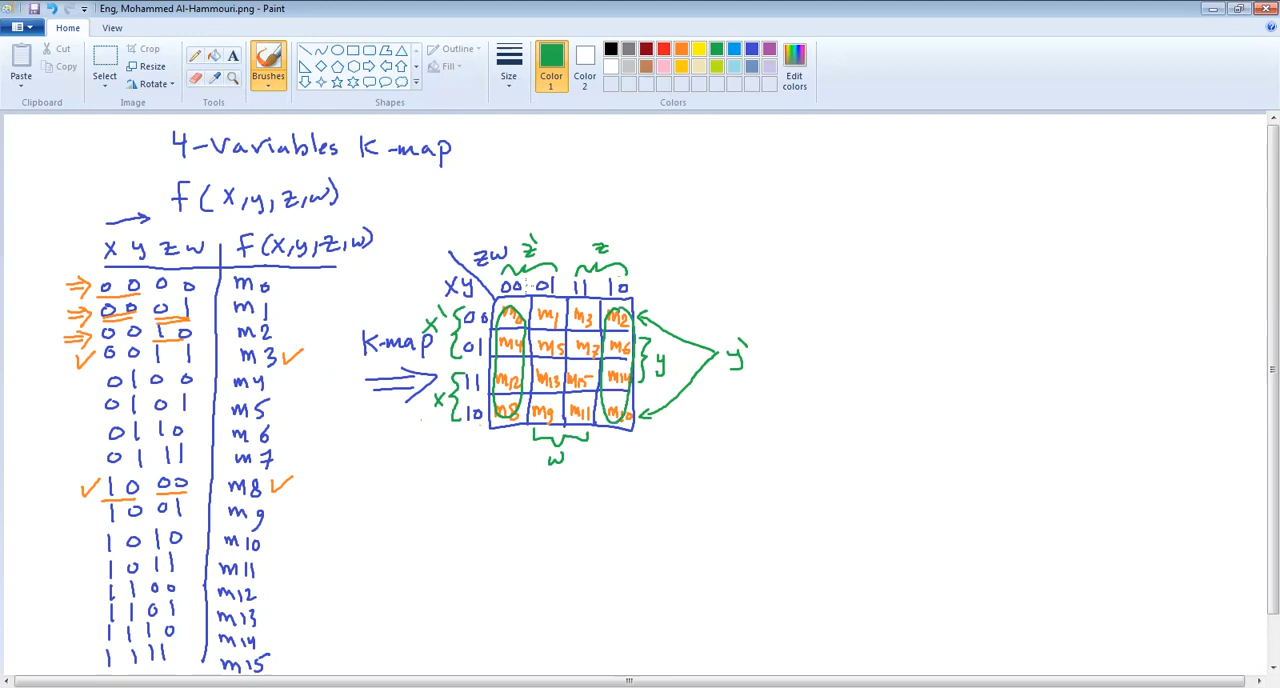 Eng, Mohammed Al-Hammouri.png - Paint
Home View
Paste Cut Copy Clipboard
Select Crop Resize Rotate Image
A Tools
Brushes
Shapes Outline Fill
Size
Color 1
Color 2
Edit colors
Colors
4-Variables K-map
f(x,y,z,w)
x y z w f(x,y,z,w)
0 0 0 0 m0
0 0 0 1 m1
0 0 1 0 m2
0 0 1 1 m3
0 1 0 0 m4
0 1 0 1 m5
0 1 1 0 m6
0 1 1 1 m7
1 0 0 0 m8
1 0 0 1 m9
1 0 1 0 m10
1 0 1 1 m11
1 1 0 0 m12
1 1 0 1 m13
1 1 1 0 m14
1 1 1 1 m15
K-map
z' z
zw
xy 00 01 11 10
x' 00 m0 m1 m3 m2
01 m4 m5 m7 m6
y y'
x 11 m12 m13 m15 m14
10 m8 m9 m11 m10
w